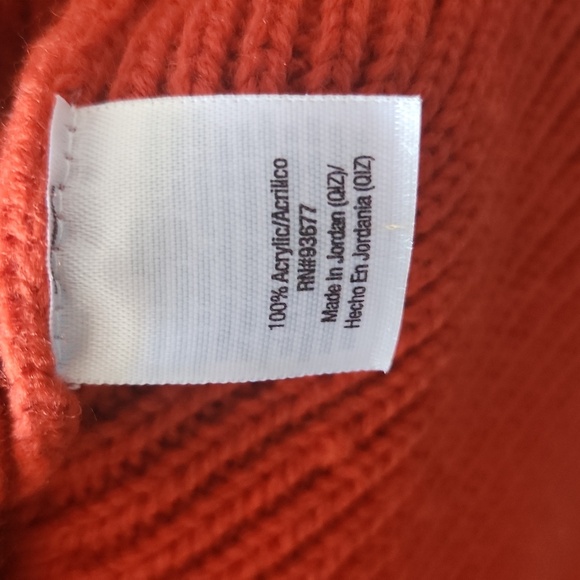 100% Acrylic/Acrilico
RN#93677
Made In Jordan (QIZ)/
Hecho En Jordania (QIZ)